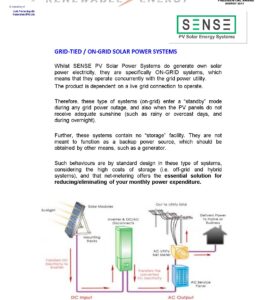 RENEWABLE ENERGY
SENSE
PV Solar Energy Systems
GRID-TIED / ON-GRID SOLAR POWER SYSTEMS
Whilst SENSE PV Solar Power Systems do generate own solar
power electricity, they are specifically ON-GRID systems, which
means that they operate concurrently with the grid power utility.
The product is dependent on a live grid connection to operate.
Therefore, these type of systems (on-grid) enter a "standby" mode
during any grid power outage, and also when the PV panels do not
receive adequate sunshine (such as rainy or overcast days, and
during overnight).
Further, these systems contain no "storage" facility. They are not
meant to function as a backup power source, which should be
obtained by other means, such as a generator.
Such behaviours are by standard design in these type of systems,
considering the high costs of storage (i.e. off-grid and hybrid
systems), and that net-metering offers the essential solution for
reducing/eliminating of your monthly power expenditure.
Sunlight
Solar Modules
Mounting
Racks
Inverter & DC/AC
Disconnects
Out to Utility Grid
Delivers Power to
Home or
Business
AC Utility
Net Meter
AC Service
Panel
DC Input
AC Output